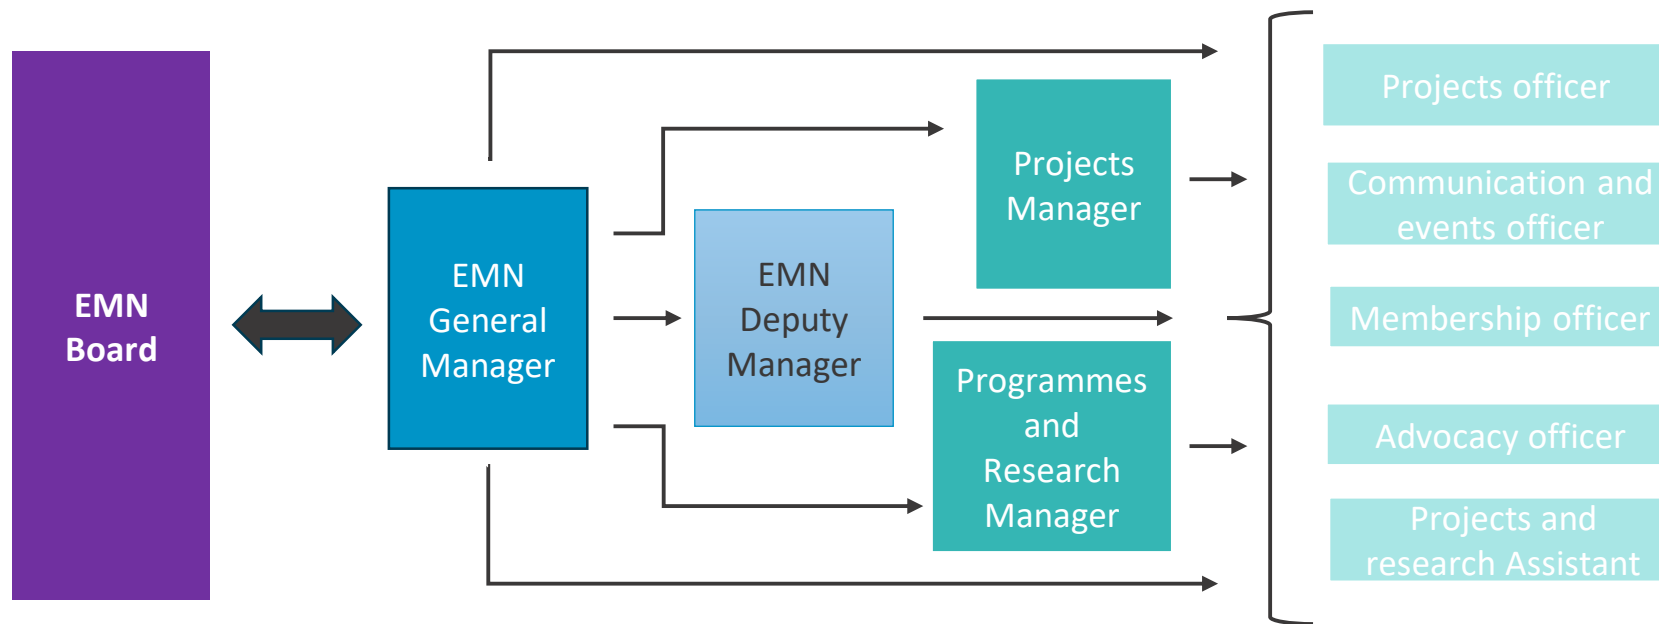 EMN
Board
EMN
General
Manager
EMN
Deputy
Manager
Projects
Manager
Programmes
and
Research
Manager
Projects officer
Communication and
events officer
Membership officer
Advocacy officer
Projects and
research Assistant